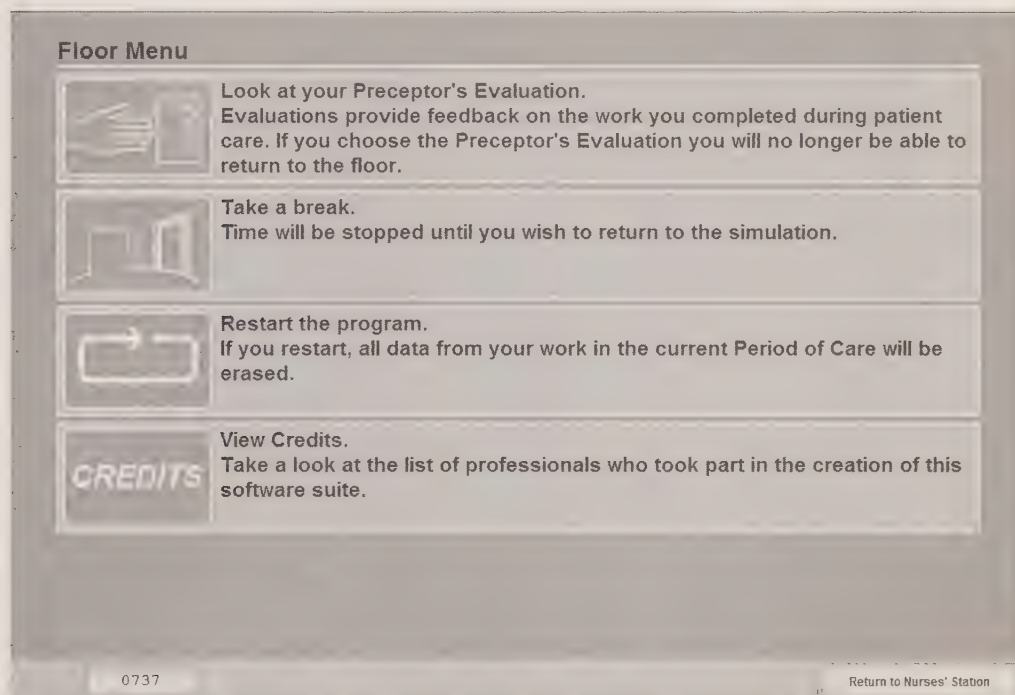 Floor Menu
Look at your Preceptor's Evaluation.
Evaluations provide feedback on the work you completed during patient
care. If you choose the Preceptor's Evaluation you will no longer be able to
return to the floor.
Take a break.
Time will be stopped until you wish to return to the simulation.
Restart the program.
If you restart, all data from your work in the current Period of Care will be
erased.
CREDITS
View Credits.
Take a look at the list of professionals who took part in the creation of this
software suite.
0737
Return to Nurses' Station